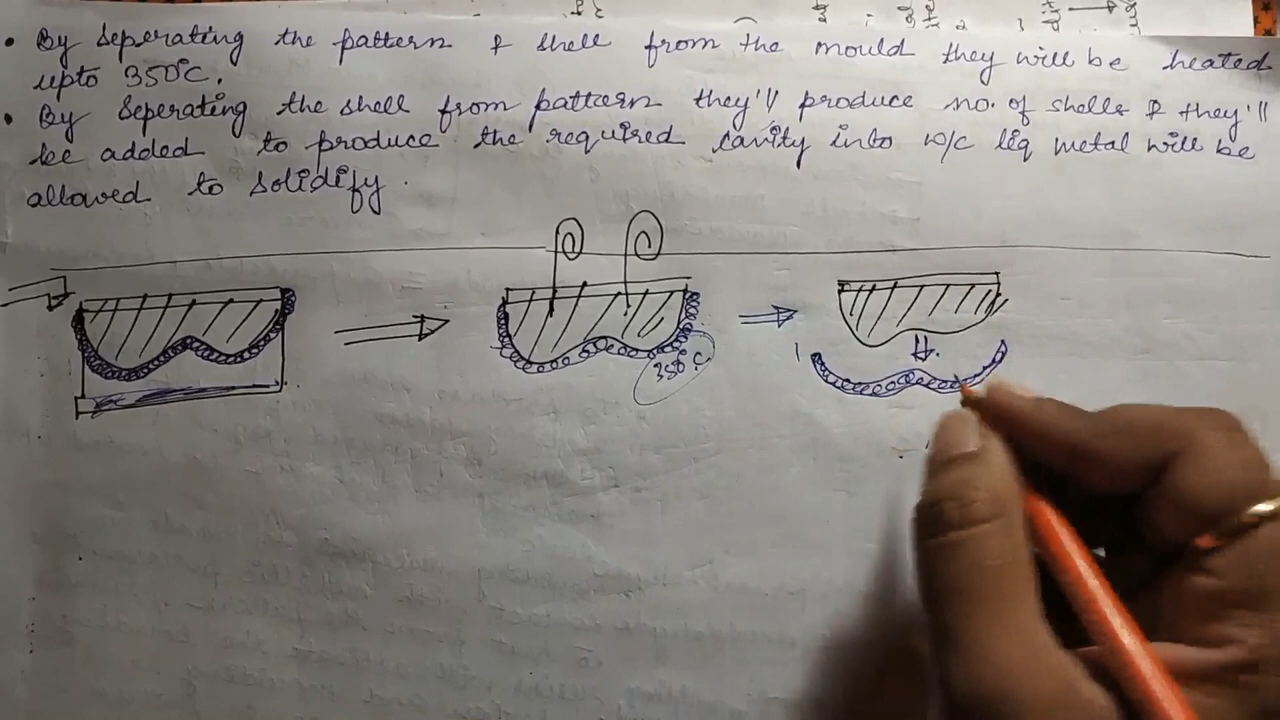 • By Seperating the pattern & shell from the mould they will be heated
upto 350°C.
• By Seperating the shell from pattern they'll produce no. of shells & they'll
be added to produce the required cavity into w/c liq metal will be
allowed to solidify.
350°C